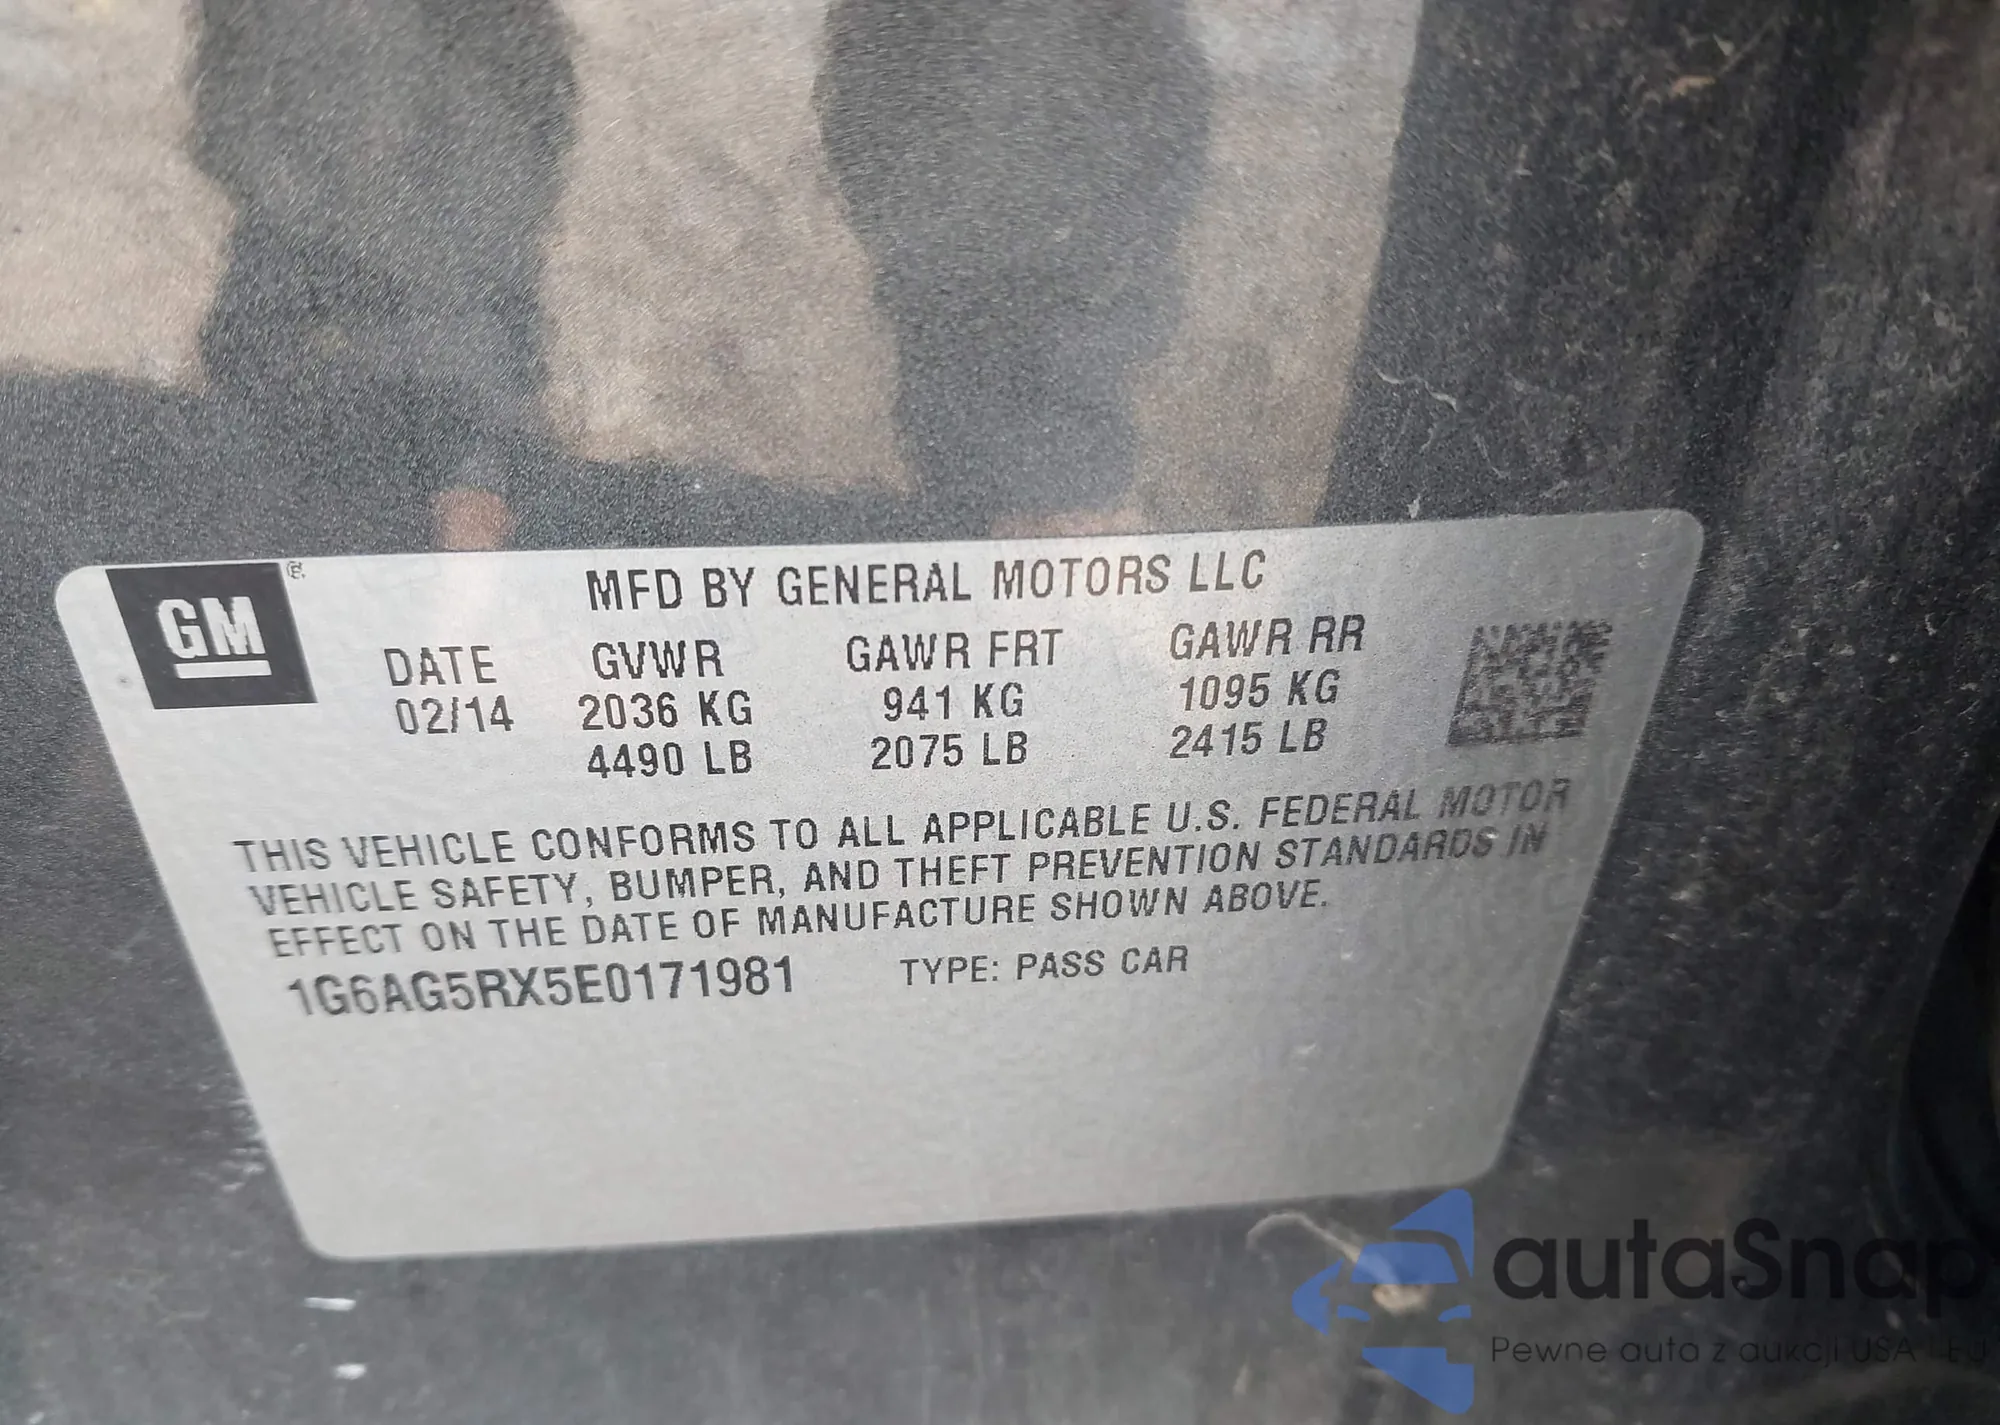 GM
MFD BY GENERAL MOTORS LLC
DATE GVWR GAWR FRT GAWR RR
02/14 2036 KG 941 KG 1095 KG
4490 LB 2075 LB 2415 LB
THIS VEHICLE CONFORMS TO ALL APPLICABLE U.S. FEDERAL MOTOR
VEHICLE SAFETY, BUMPER, AND THEFT PREVENTION STANDARDS IN
EFFECT ON THE DATE OF MANUFACTURE SHOWN ABOVE.
1G6AG5RX5E0171981 TYPE: PASS CAR
autaSnap
Pewne auta z aukcji USA i EU